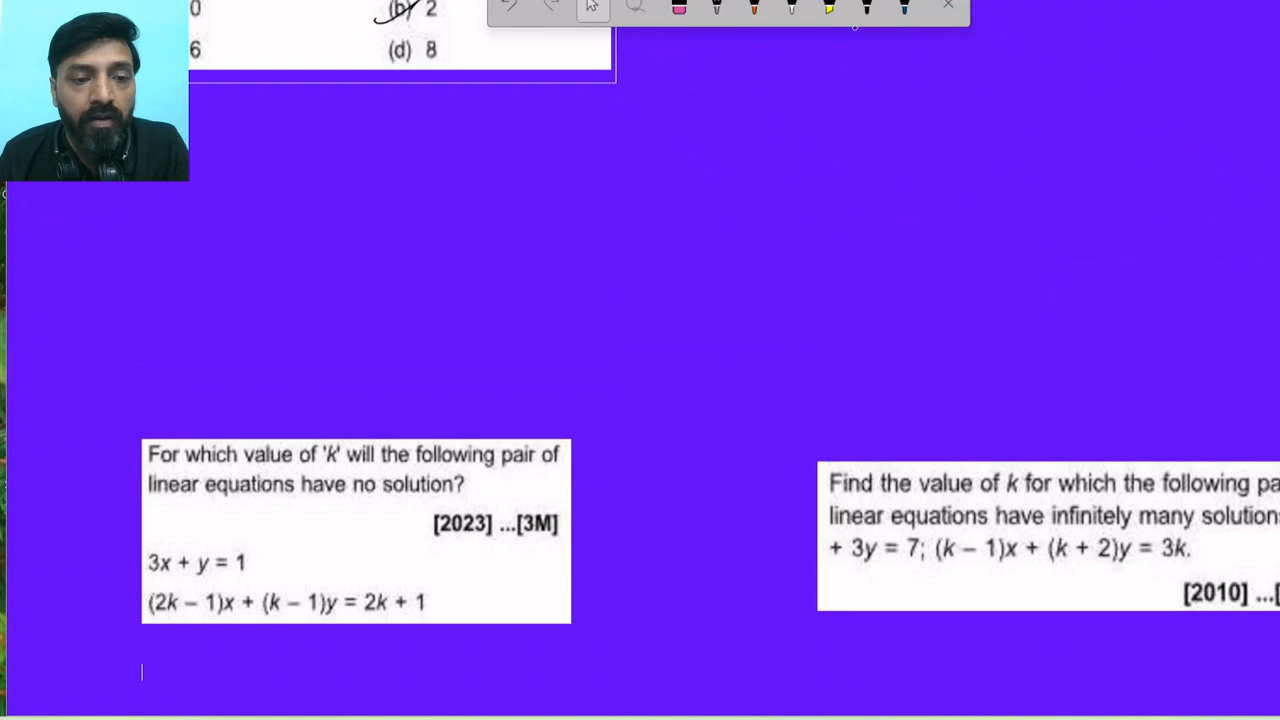 0
(b) 2
6
(d) 8
For which value of 'k' will the following pair of
linear equations have no solution?
[2023] ...[3M]
3x + y = 1
(2k – 1)x + (k – 1)y = 2k + 1
Find the value of k for which the following pa
linear equations have infinitely many solution
+ 3y = 7; (k – 1)x + (k + 2)y = 3k.
[2010] ...[